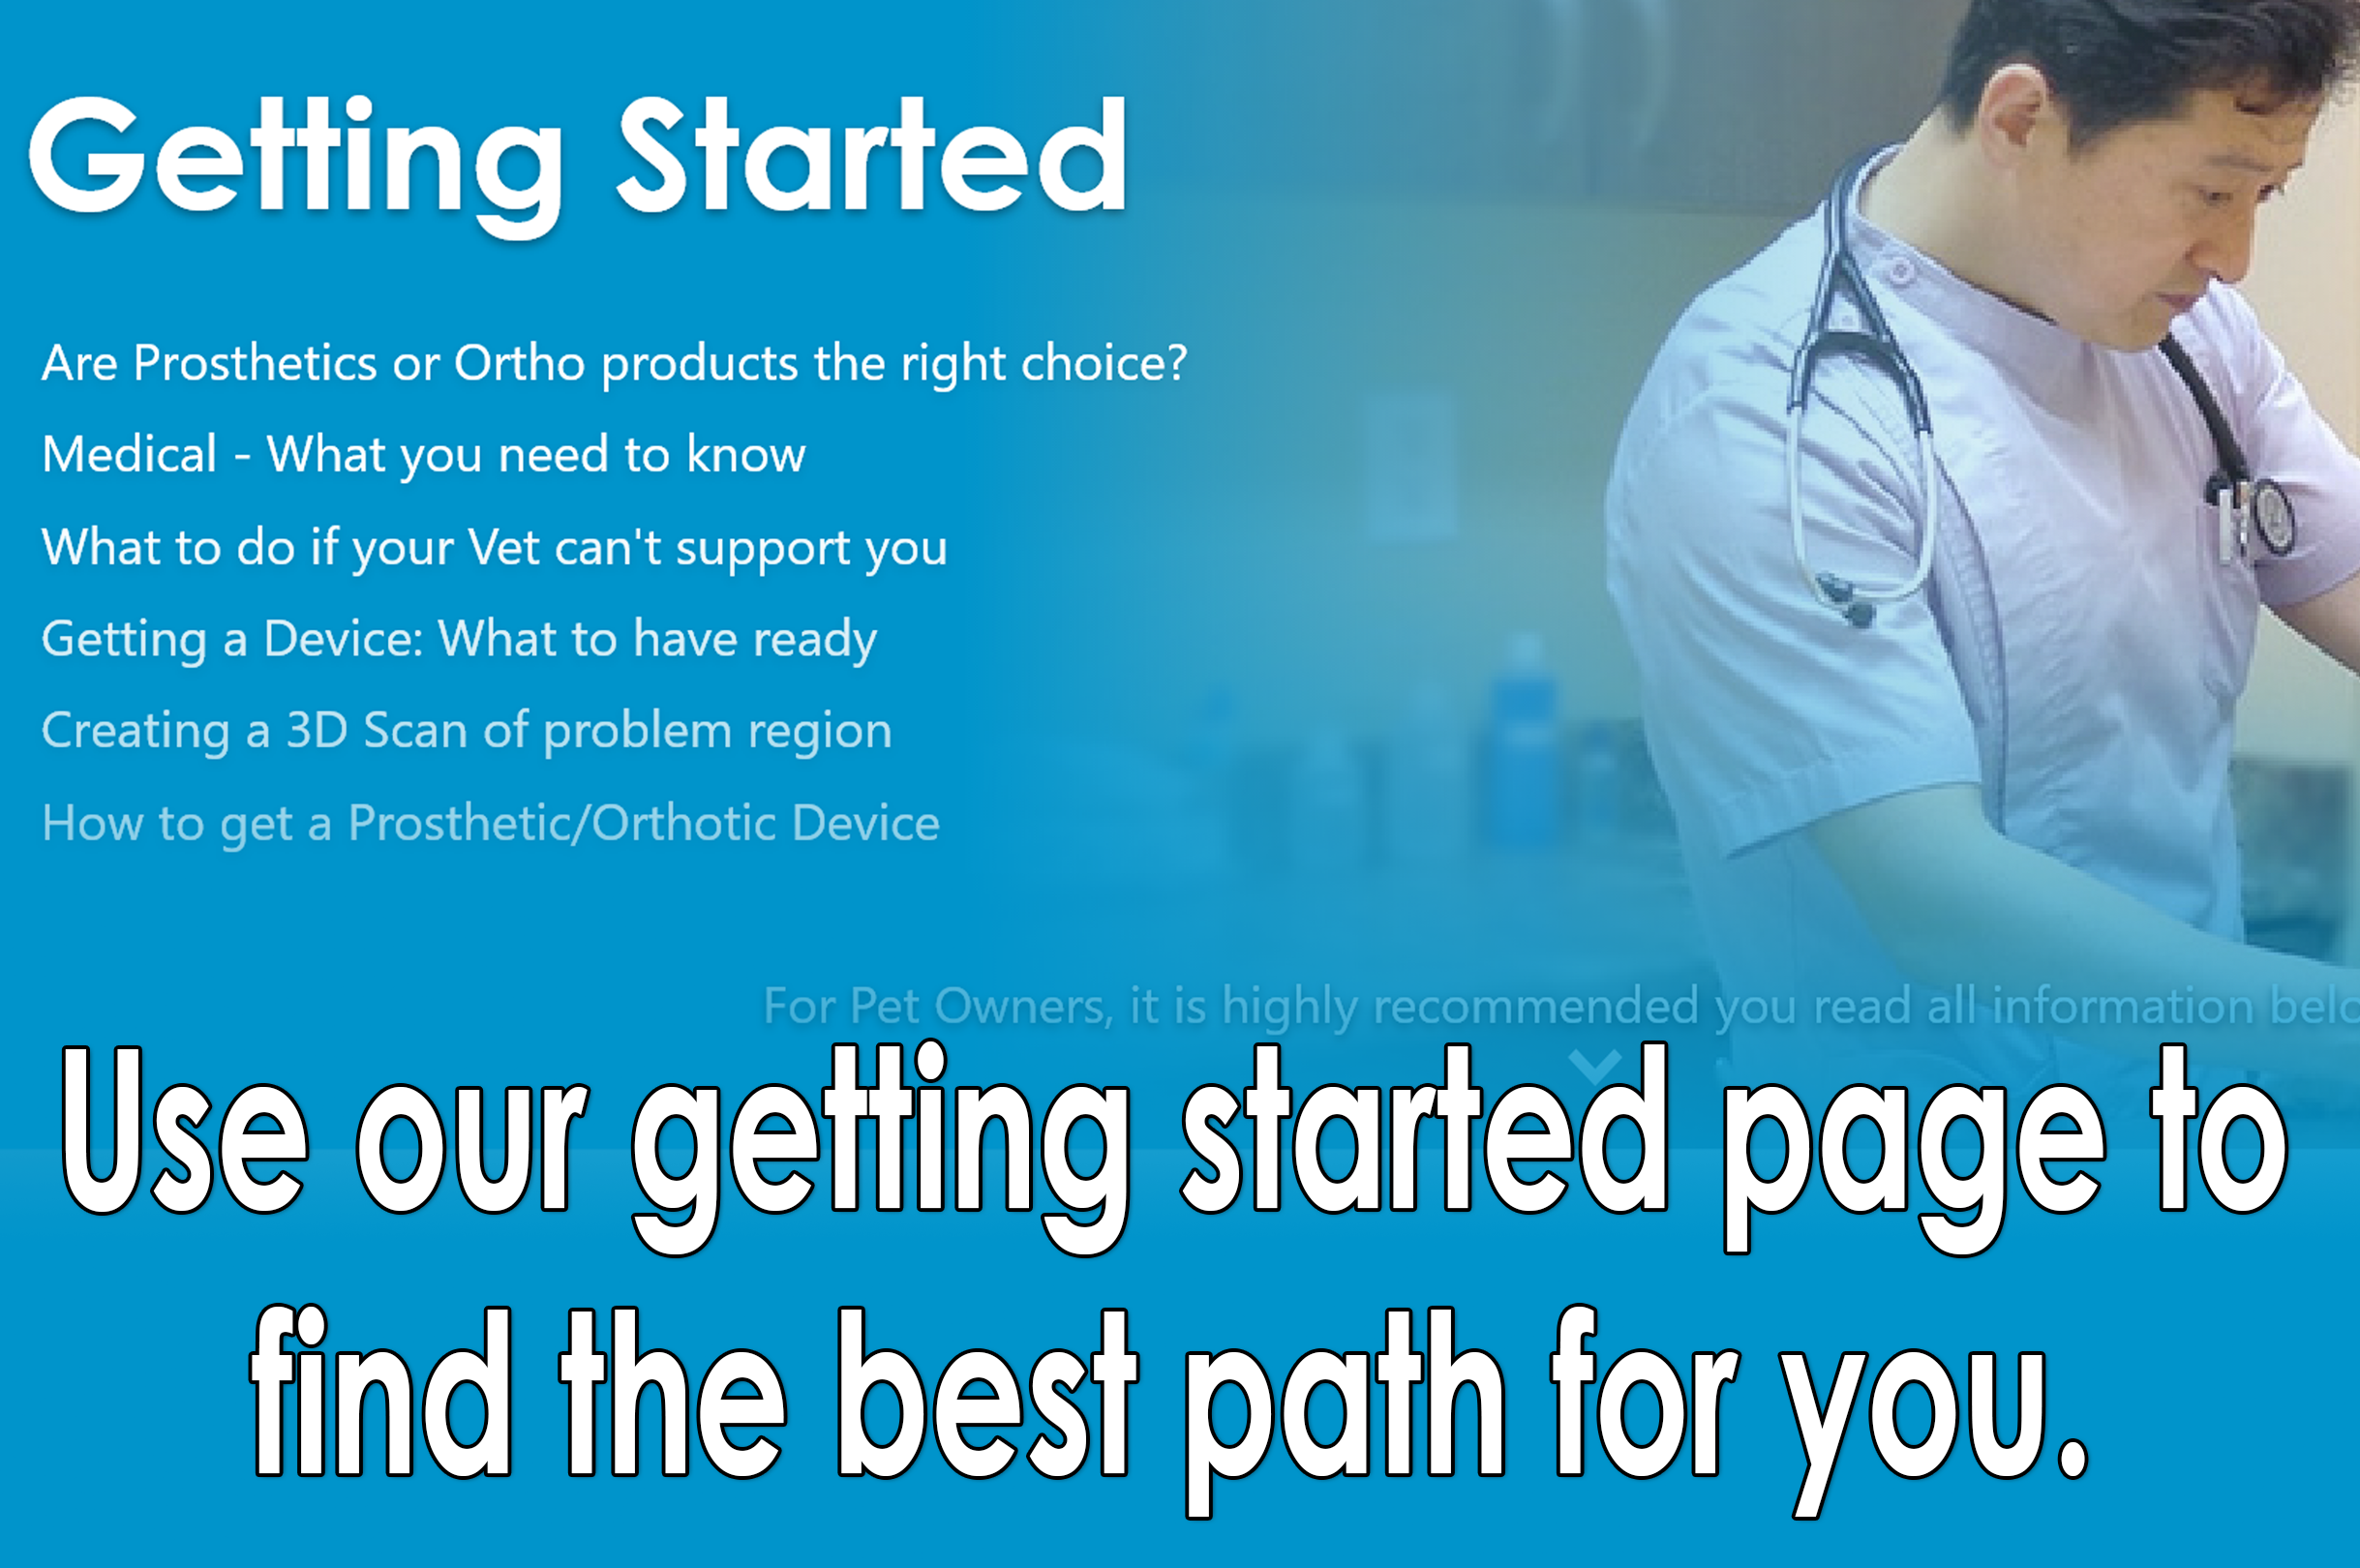 Getting Started
Are Prosthetics or Ortho products the right choice?
Medical - What you need to know
What to do if your Vet can't support you
Getting a Device: What to have ready
Creating a 3D Scan of problem region
How to get a Prosthetic/Orthotic Device
For Pet Owners, it is highly recommended you read all information
Use our getting started page to
find the best path for you.